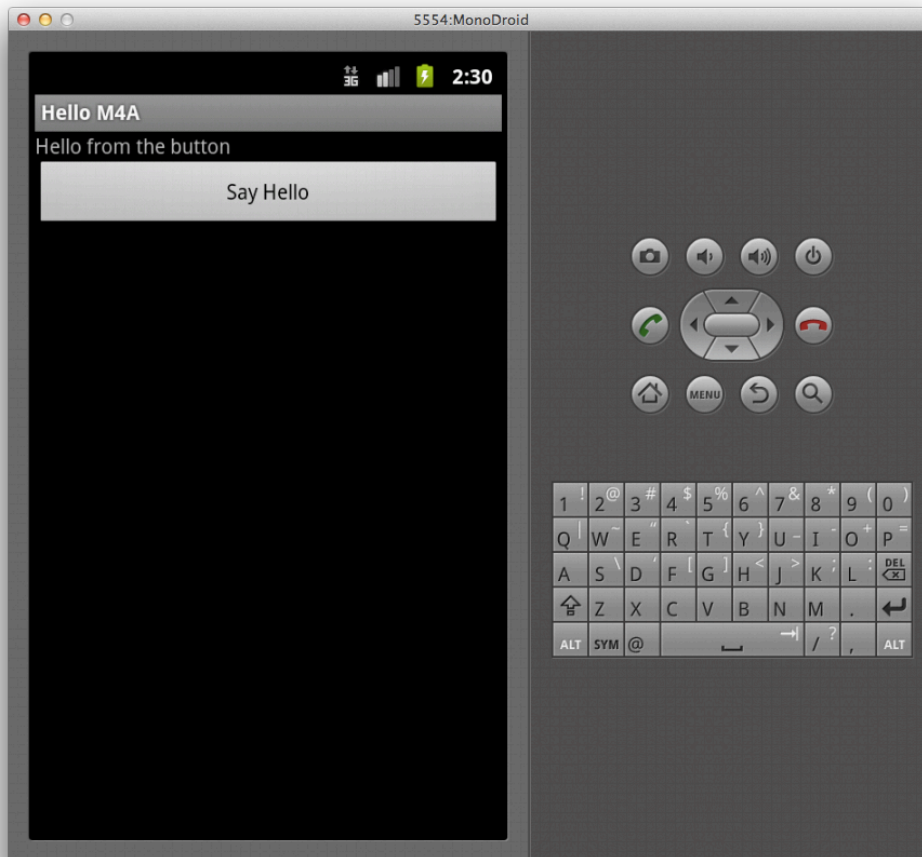 5554:MonoDroid
3G 2:30
Hello M4A
Hello from the button
Say Hello
MENU
1 ! 2 @ 3 # 4 $ 5 % 6 ^ 7 & 8 * 9 ( 0 )
Q | W ~ E " R ` T { Y } U _ I - O + P =
A S \ D ' F [ G ] H < J > K ; L : DEL
Z X C V B N M .
ALT SYM @ / ? , ALT